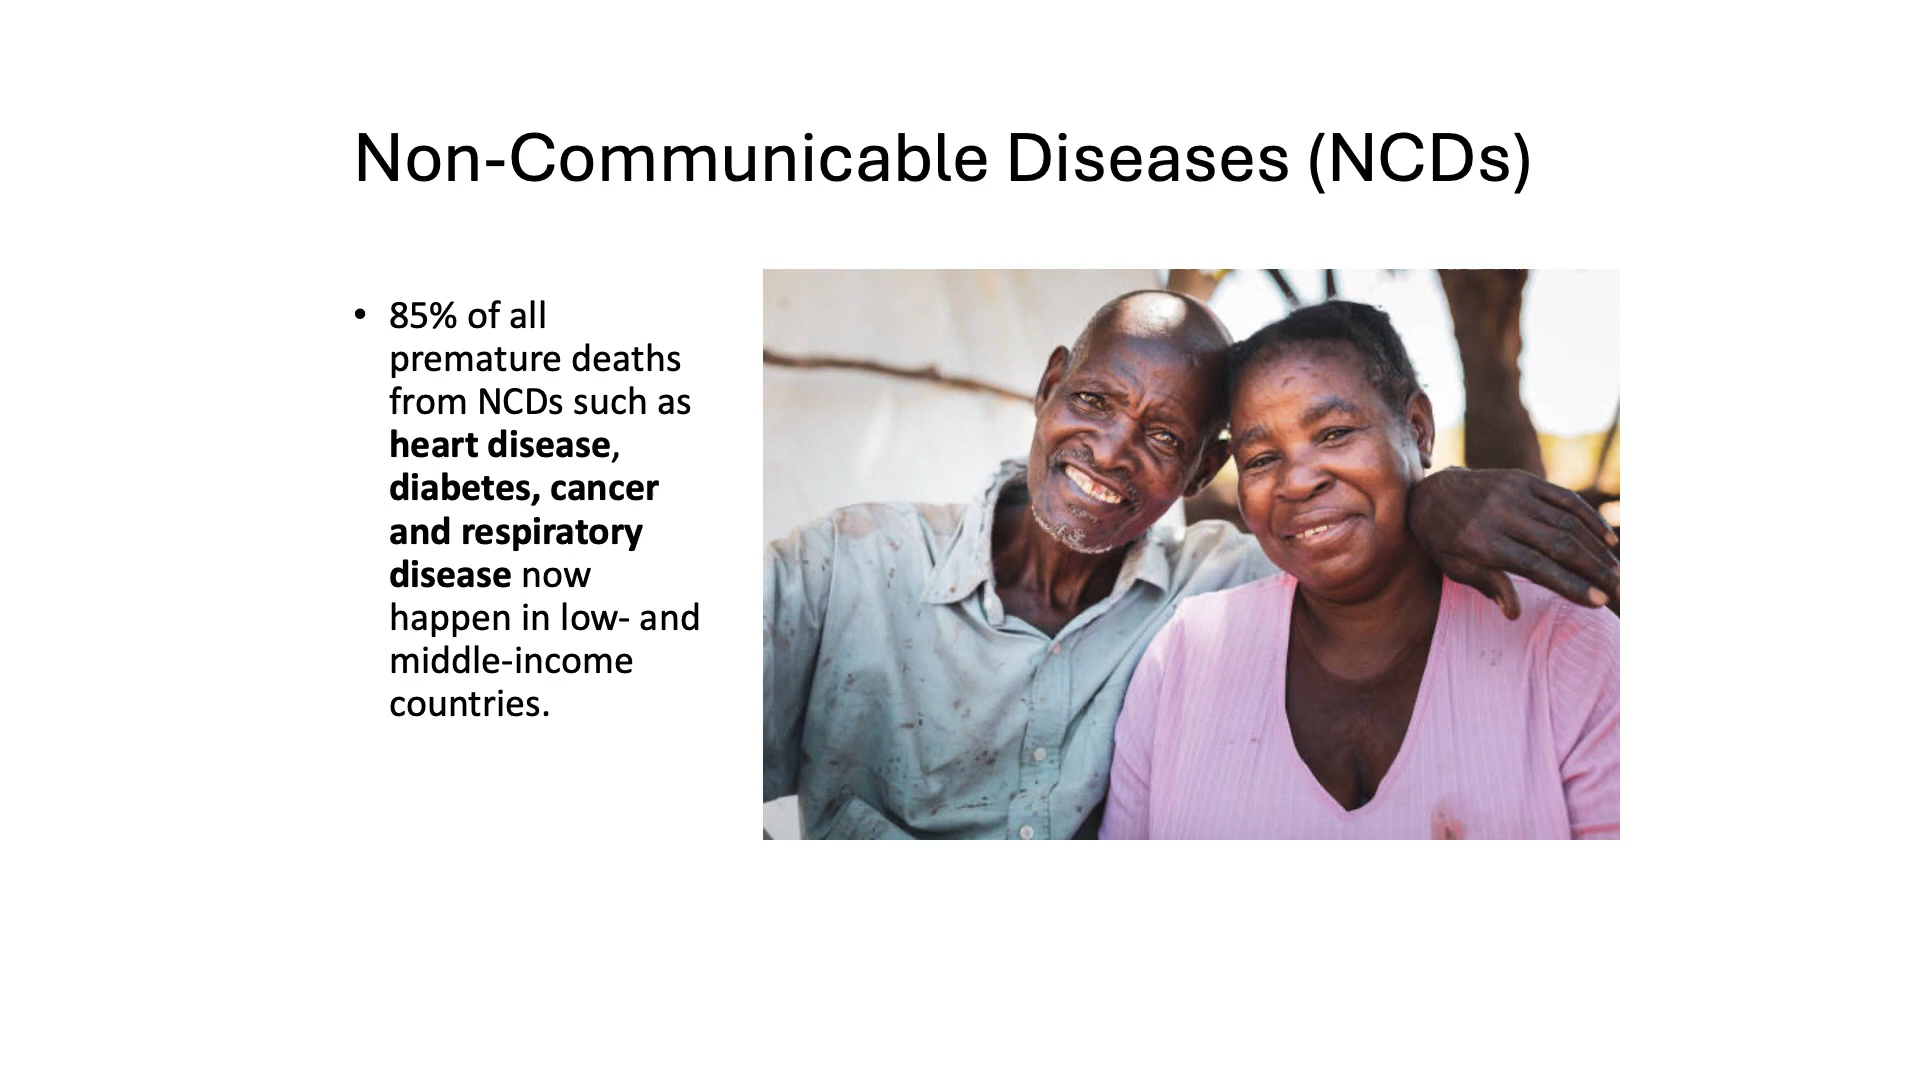 Non-Communicable Diseases (NCDs)
• 85% of all
premature deaths
from NCDs such as
heart disease,
diabetes, cancer
and respiratory
disease now
happen in low- and
middle-income
countries.